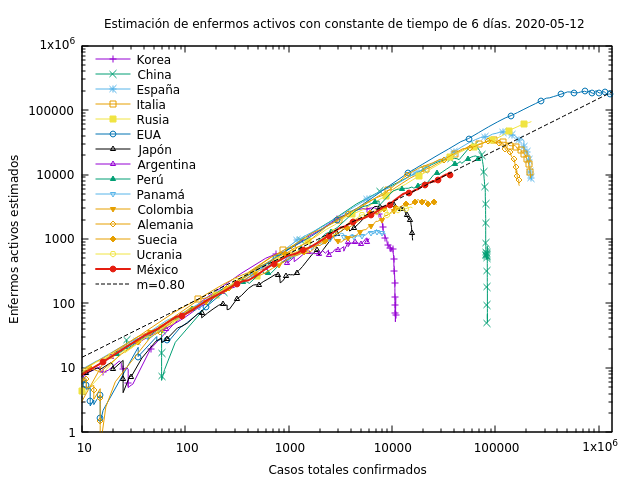 Estimación de enfermos activos con constante de tiempo de 6 días. 2020-05-12
Enfermos activos estimados
1x10^6
100000
10000
1000
100
10
1
Korea
China
España
Italia
Rusia
EUA
Japón
Argentina
Perú
Panamá
Colombia
Alemania
Suecia
Ucrania
México
m=0.80
10 100 1000 10000 100000 1x10^6
Casos totales confirmados